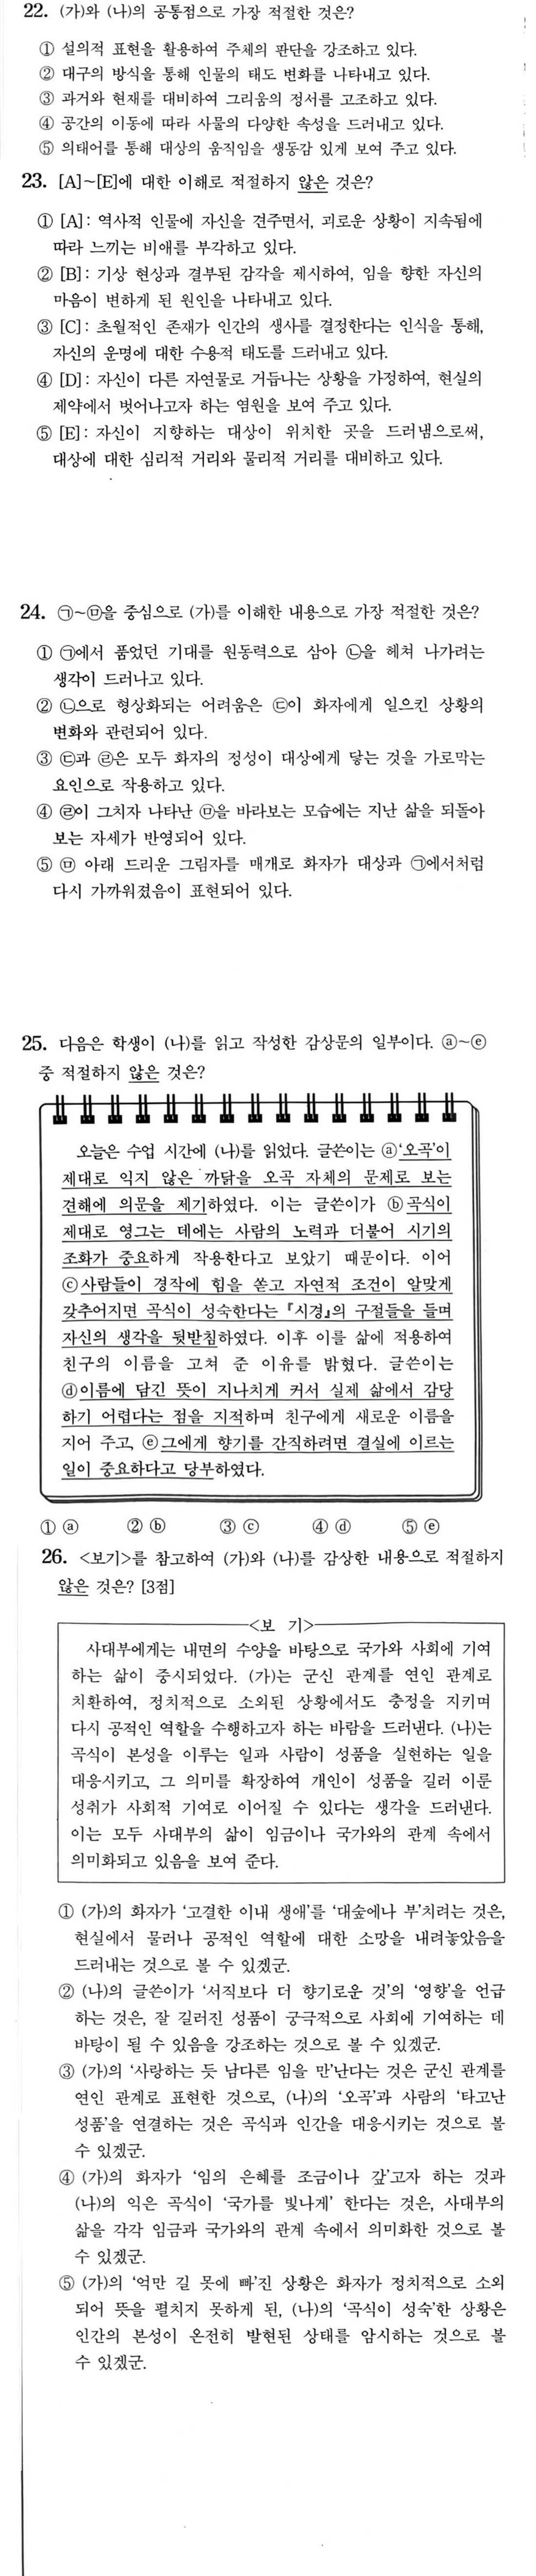 22. (가)와 (나)의 공통점으로 가장 적절한 것은?
① 설의적 표현을 활용하여 주체의 판단을 강조하고 있다.
② 대구의 방식을 통해 인물의 태도 변화를 나타내고 있다.
③ 과거와 현재를 대비하여 그리움의 정서를 고조하고 있다.
④ 공간의 이동에 따라 사물의 다양한 속성을 드러내고 있다.
⑤ 의태어를 통해 대상의 움직임을 생동감 있게 보여 주고 있다.
23. [A]~[E]에 대한 이해로 적절하지 않은 것은?
① [A]: 역사적 인물에 자신을 견주면서, 괴로운 상황이 지속됨에
따라 느끼는 비애를 부각하고 있다.
② [B]: 기상 현상과 결부된 감각을 제시하여, 임을 향한 자신의
마음이 변하게 된 원인을 나타내고 있다.
③ [C]: 초월적인 존재가 인간의 생사를 결정한다는 인식을 통해,
자신의 운명에 대한 수용적 태도를 드러내고 있다.
④ [D]: 자신이 다른 자연물로 거듭나는 상황을 가정하여, 현실의
제약에서 벗어나고자 하는 염원을 보여 주고 있다.
⑤ [E]: 자신이 지향하는 대상이 위치한 곳을 드러냄으로써,
대상에 대한 심리적 거리와 물리적 거리를 대비하고 있다.
24. ㉠~㉤을 중심으로 (가)를 이해한 내용으로 가장 적절한 것은?
① ㉠에서 품었던 기대를 원동력으로 삼아 ㉡을 헤쳐 나가려는
생각이 드러나고 있다.
② ㉡으로 형상화되는 어려움은 ㉢이 화자에게 일으킨 상황의
변화와 관련되어 있다.
③ ㉢과 ㉣은 모두 화자의 정성이 대상에게 닿는 것을 가로막는
요인으로 작용하고 있다.
④ ㉣이 그치자 나타난 ㉤을 바라보는 모습에는 지난 삶을 되돌아
보는 자세가 반영되어 있다.
⑤ ㉤ 아래 드리운 그림자를 매개로 화자가 대상과 ㉠에서처럼
다시 가까워졌음이 표현되어 있다.
25. 다음은 학생이 (나)를 읽고 작성한 감상문의 일부이다. ⓐ~ⓔ
중 적절하지 않은 것은?
오늘은 수업 시간에 (나)를 읽었다. 글쓴이는 ⓐ‘오곡’이
제대로 익지 않은 까닭을 오곡 자체의 문제로 보는
견해에 의문을 제기하였다. 이는 글쓴이가 ⓑ곡식이
제대로 영그는 데에는 사람의 노력과 더불어 시기의
조화가 중요하게 작용한다고 보았기 때문이다. 이어
ⓒ사람들이 경작에 힘을 쏟고 자연적 조건이 알맞게
갖추어지면 곡식이 성숙한다는 『시경』의 구절들을 들며
자신의 생각을 뒷받침하였다. 이후 이를 삶에 적용하여
친구의 이름을 고쳐 준 이유를 밝혔다. 글쓴이는
ⓓ이름에 담긴 뜻이 지나치게 커서 실제 삶에서 감당
하기 어렵다는 점을 지적하며 친구에게 새로운 이름을
지어 주고, ⓔ그에게 향기를 간직하려면 결실에 이르는
일이 중요하다고 당부하였다.
① ⓐ ② ⓑ ③ ⓒ ④ ⓓ ⑤ ⓔ
26. <보기>를 참고하여 (가)와 (나)를 감상한 내용으로 적절하지
않은 것은? [3점]
<보 기>
사대부에게는 내면의 수양을 바탕으로 국가와 사회에 기여
하는 삶이 중시되었다. (가)는 군신 관계를 연인 관계로
치환하여, 정치적으로 소외된 상황에서도 충정을 지키며
다시 공적인 역할을 수행하고자 하는 바람을 드러낸다. (나)는
곡식이 본성을 이루는 일과 사람이 성품을 실현하는 일을
대응시키고, 그 의미를 확장하여 개인이 성품을 길러 이룬
성취가 사회적 기여로 이어질 수 있다는 생각을 드러낸다.
이는 모두 사대부의 삶이 임금이나 국가와의 관계 속에서
의미화되고 있음을 보여 준다.
① (가)의 화자가 ‘고결한 이내 생애’를 ‘대숲에나 부’치려는 것은,
현실에서 물러나 공적인 역할에 대한 소망을 내려놓았음을
드러내는 것으로 볼 수 있겠군.
② (나)의 글쓴이가 ‘서직보다 더 향기로운 것’의 ‘영향’을 언급
하는 것은, 잘 길러진 성품이 궁극적으로 사회에 기여하는 데
바탕이 될 수 있음을 강조하는 것으로 볼 수 있겠군.
③ (가)의 ‘사랑하는 듯 남다른 임을 만’난다는 것은 군신 관계를
연인 관계로 표현한 것으로, (나)의 ‘오곡’과 사람의 ‘타고난
성품’을 연결하는 것은 곡식과 인간을 대응시키는 것으로 볼
수 있겠군.
④ (가)의 화자가 ‘임의 은혜를 조금이나 갚’고자 하는 것과
(나)의 익은 곡식이 ‘국가를 빛나게’ 한다는 것은, 사대부의
삶을 각각 임금과 국가와의 관계 속에서 의미화한 것으로 볼
수 있겠군.
⑤ (가)의 ‘억만 길 못에 빠’진 상황은 화자가 정치적으로 소외
되어 뜻을 펼치지 못하게 된, (나)의 ‘곡식이 성숙’한 상황은
인간의 본성이 온전히 발현된 상태를 암시하는 것으로 볼
수 있겠군.